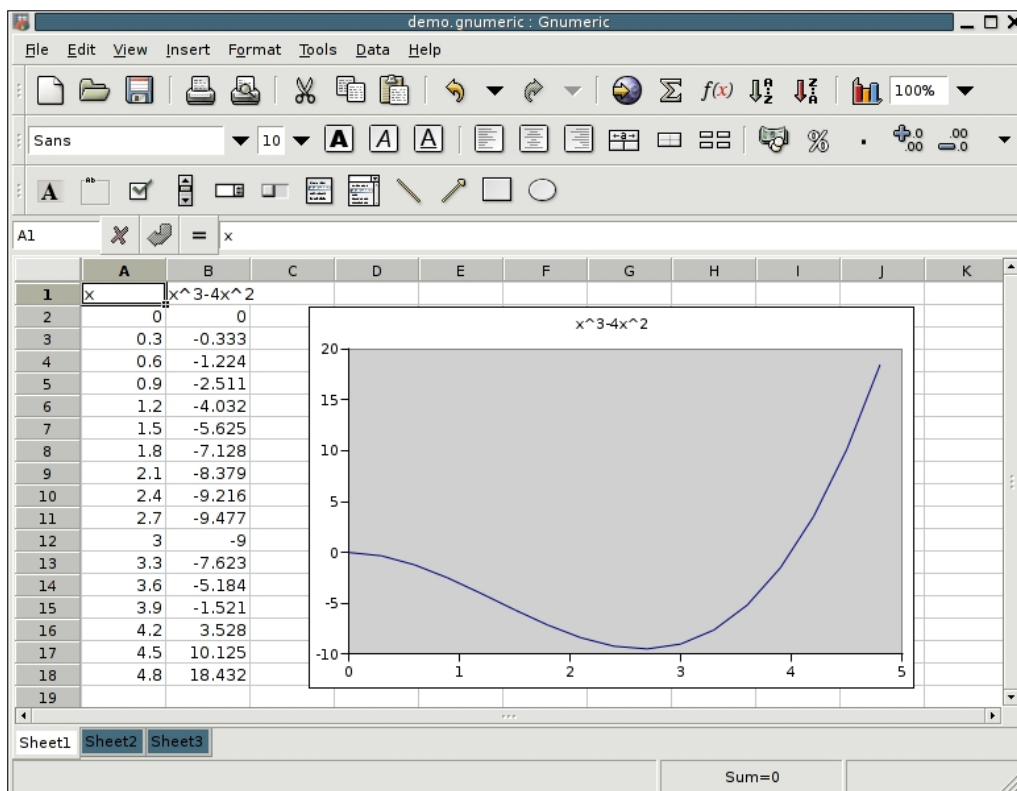 demo.gnumeric : Gnumeric
File Edit View Insert Format Tools Data Help
f(x) A Z Z A 100%
Sans 10 A A A a % .0 .00 .00 .0
A Ab
A1 = x
A B C D E F G H I J K
1 x x^3-4x^2
2 0 0
3 0.3 -0.333
4 0.6 -1.224
5 0.9 -2.511
6 1.2 -4.032
7 1.5 -5.625
8 1.8 -7.128
9 2.1 -8.379
10 2.4 -9.216
11 2.7 -9.477
12 3 -9
13 3.3 -7.623
14 3.6 -5.184
15 3.9 -1.521
16 4.2 3.528
17 4.5 10.125
18 4.8 18.432
19
x^3-4x^2
20
15
10
5
0
-5
-10
0 1 2 3 4 5
Sheet1 Sheet2 Sheet3
Sum=0